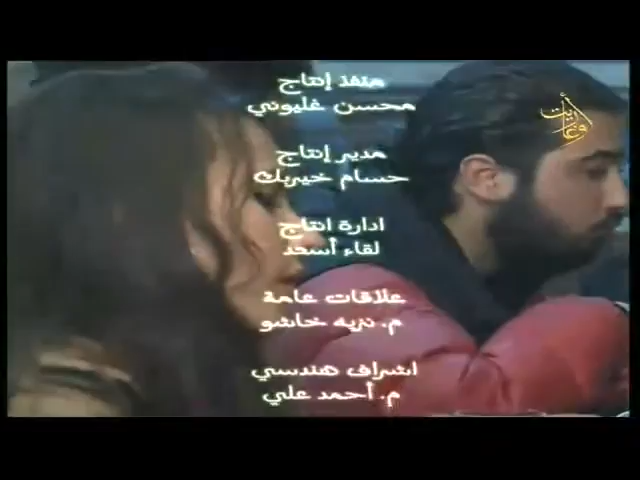 منفذ إنتاج
محسن غليوني
مدير إنتاج
حسام خيربك
ادارة انتاج
لقاء أسعد
علاقات عامة
م. نزيه خاشو
اشراف هندسي
م. أحمد علي